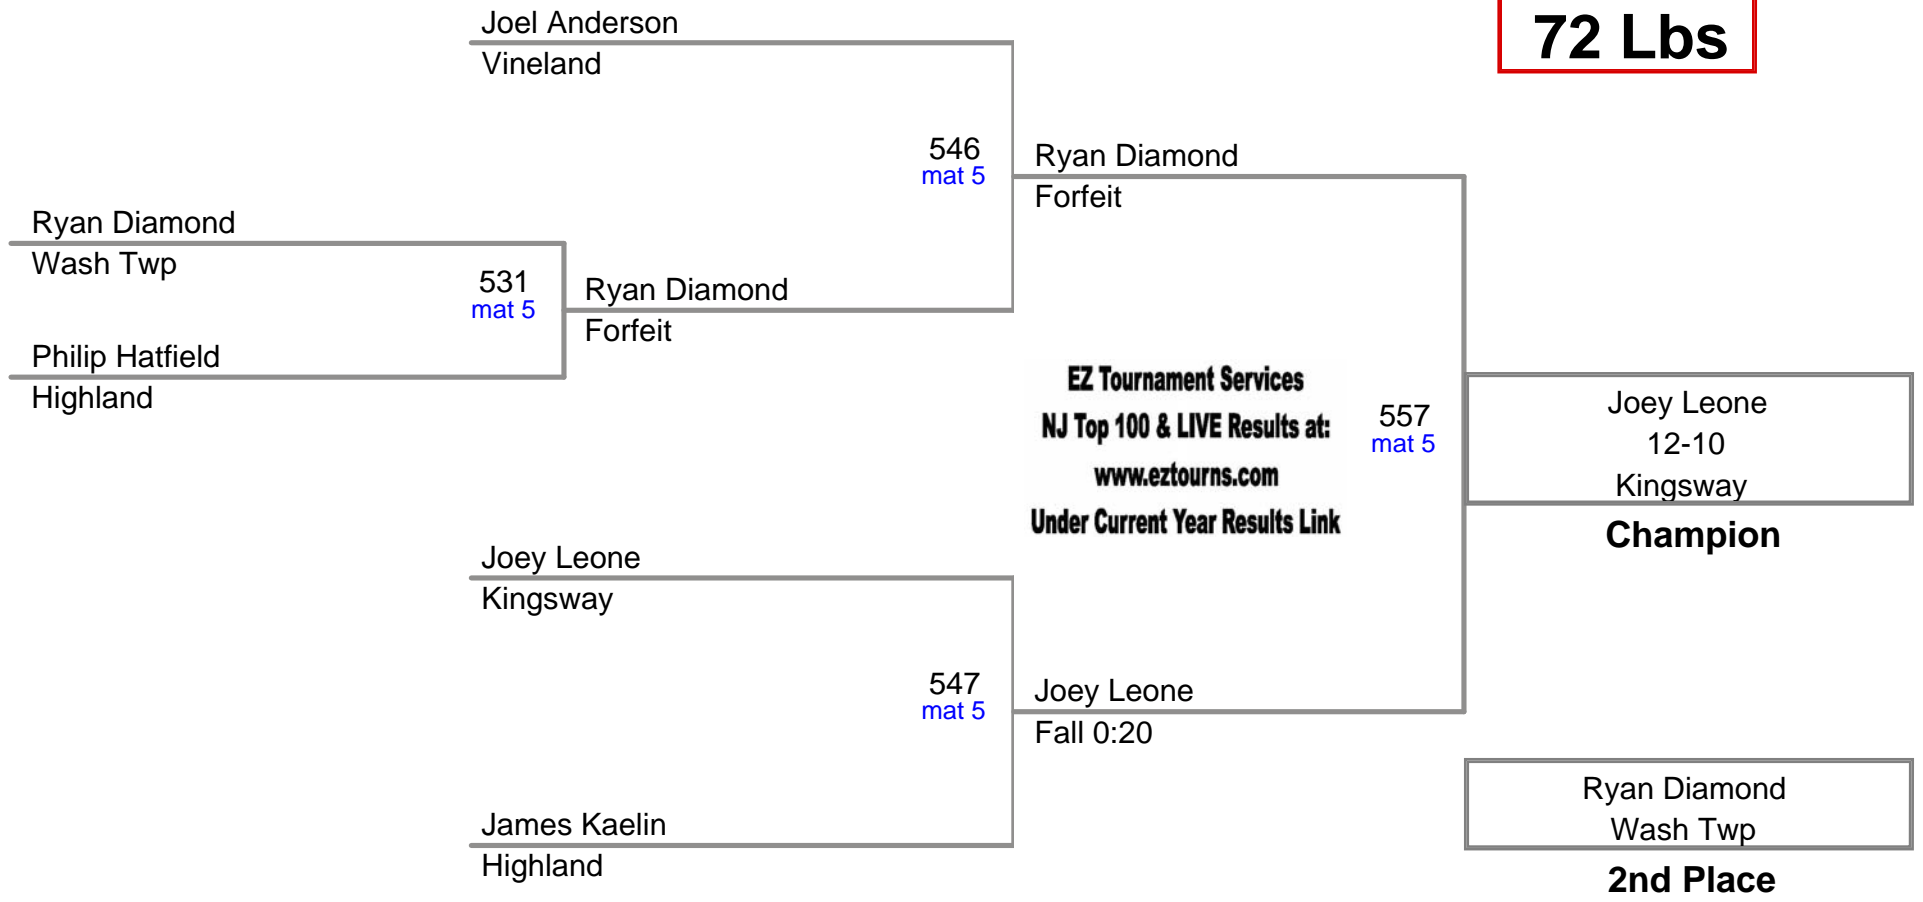 72 Lbs
Joel Anderson
Vineland
546
mat 5
Ryan Diamond
Forfeit
Ryan Diamond
Wash Twp
531
mat 5
Ryan Diamond
Forfeit
Philip Hatfield
Highland
EZ Tournament Services
NJ Top 100 & LIVE Results at:
www.eztourns.com
Under Current Year Results Link
557
mat 5
Joey Leone
12-10
Kingsway
Champion
Joey Leone
Kingsway
547
mat 5
Joey Leone
Fall 0:20
James Kaelin
Highland
Ryan Diamond
Wash Twp
2nd Place